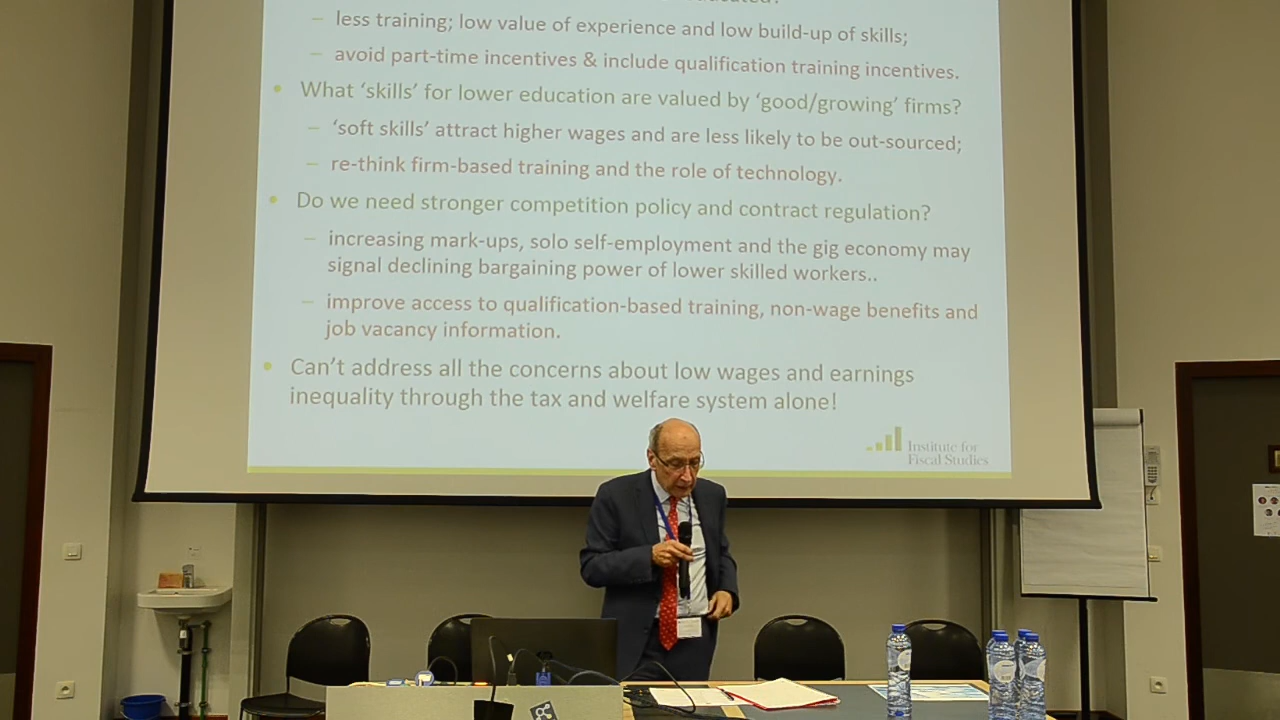 – less training; low value of experience and low build-up of skills;
– avoid part-time incentives & include qualification training incentives.
• What ‘skills’ for lower education are valued by ‘good/growing’ firms?
– ‘soft skills’ attract higher wages and are less likely to be out-sourced;
– re-think firm-based training and the role of technology.
• Do we need stronger competition policy and contract regulation?
– increasing mark-ups, solo self-employment and the gig economy may
signal declining bargaining power of lower skilled workers..
– improve access to qualification-based training, non-wage benefits and
job vacancy information.
• Can’t address all the concerns about low wages and earnings
inequality through the tax and welfare system alone!
Institute for
Fiscal Studies